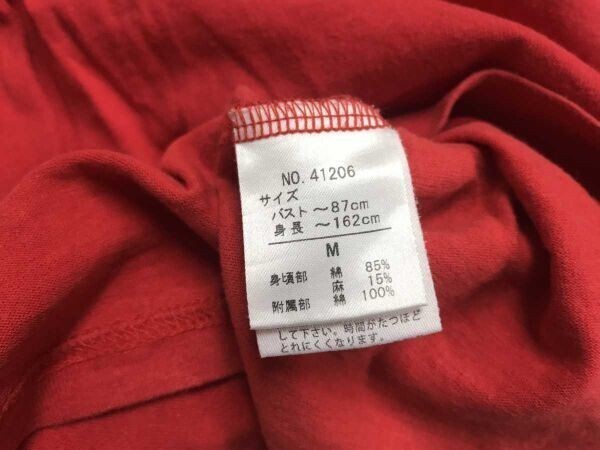 NO. 41206
サイズ
バスト ～87cm
身長 ～162cm
M
身頃部 綿 85%
麻 15%
附属部 綿 100%
して下さい。時間がたつほど
とれにくくなります。